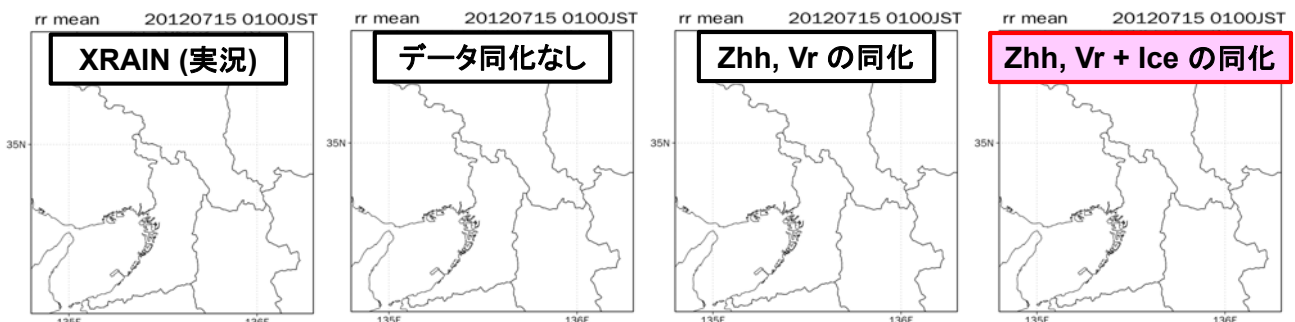 rr mean 20120715 0100JST
XRAIN (実況)
35N
135E 136E
rr mean 20120715 0100JST
データ同化なし
35N
135E 136E
rr mean 20120715 0100JST
Zhh, Vr の同化
35N
135E 136E
rr mean 20120715 0100JST
Zhh, Vr + Ice の同化
35N
135E 136E